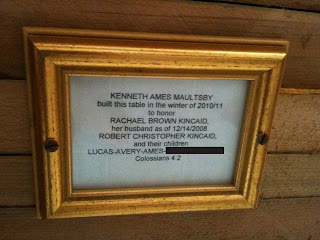 KENNETH AMES MAULTSBY
built this table in the winter of 2010/11
to honor
RACHAEL BROWN KINCAID,
her husband as of 12/14/2008
ROBERT CHRISTOPHER KINCAID,
and their children
LUCAS-AVERY-AMES-
Colossians 4:2